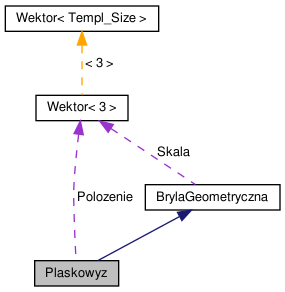 Wektor< Templ_Size >
< 3 >
Wektor< 3 >
Skala
Polozenie
BrylaGeometryczna
Plaskowyz